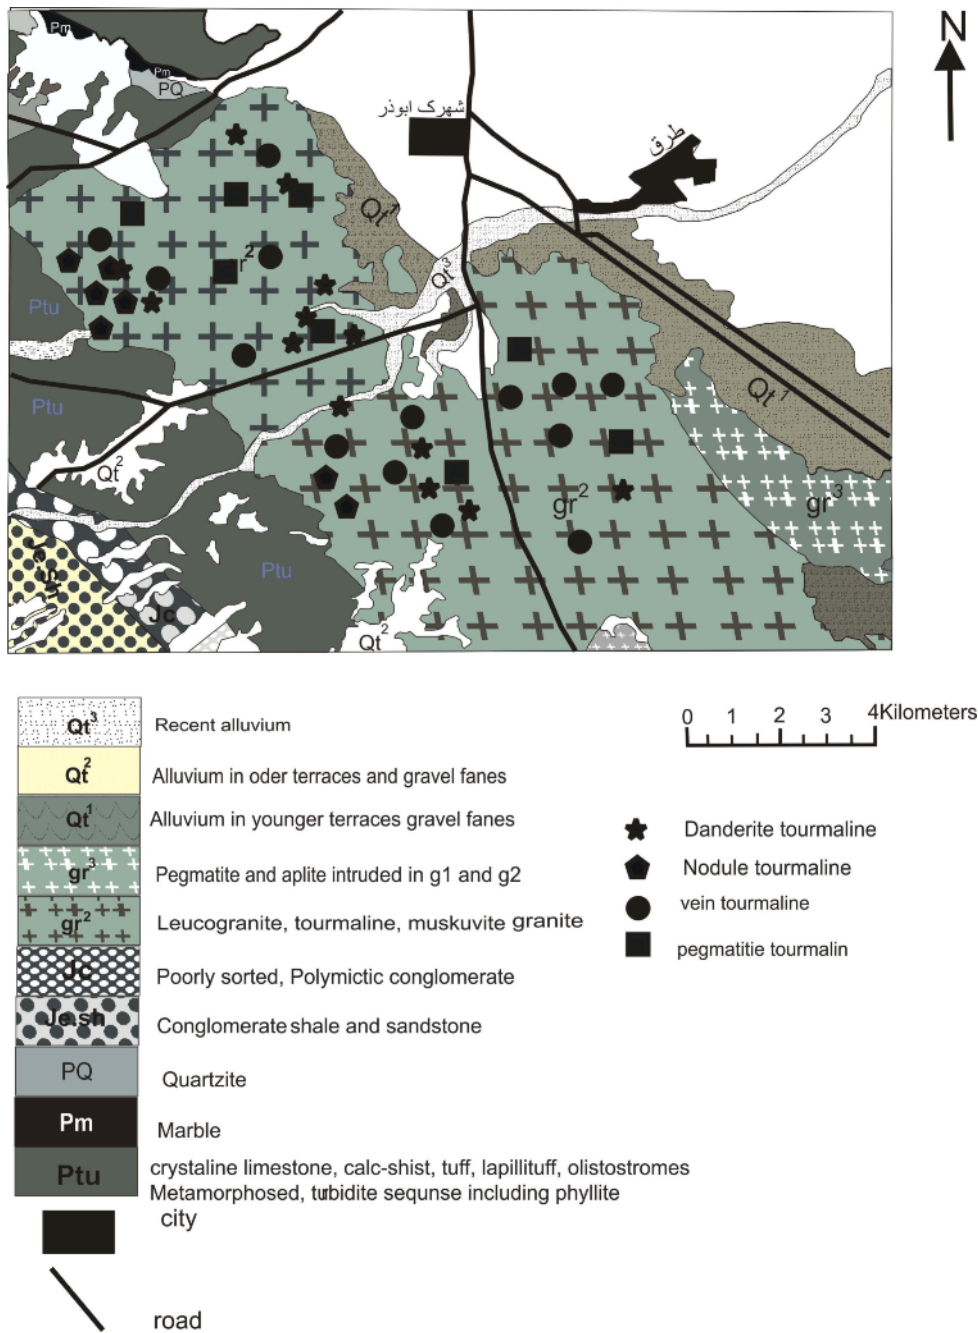 N
Pm
Pm
PQ
شهرک ابوذر
طرق
Qt1
r2
Qt3
Ptu
Ptu
Qt1
Qt2
gr2
gr3
Ptu
Je.Sh
Jc
Qt2
0 1 2 3 4Kilometers
Qt3 Recent alluvium
Qt2 Alluvium in oder terraces and gravel fanes
Qt1 Alluvium in younger terraces gravel fanes
gr3 Pegmatite and aplite intruded in g1 and g2
gr2 Leucogranite, tourmaline, muskuvite granite
Jc Poorly sorted, Polymictic conglomerate
Je.sh Conglomerate shale and sandstone
PQ Quartzite
Pm Marble
Ptu crystaline limestone, calc-shist, tuff, lapillituff, olistostromes
Metamorphosed, turbidite sequnse including phyllite
city
road
Danderite tourmaline
Nodule tourmaline
vein tourmaline
pegmatitie tourmalin